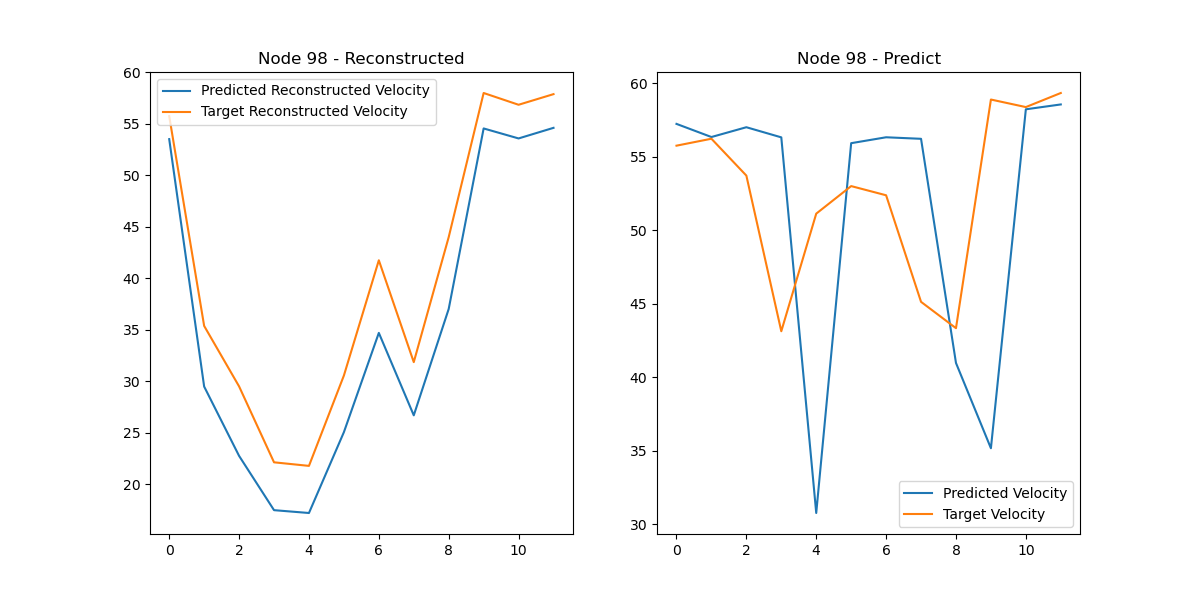 Node 98 - Reconstructed
Predicted Reconstructed Velocity
Target Reconstructed Velocity
60
55
50
45
40
35
30
25
20
0 2 4 6 8 10
Node 98 - Predict
60
55
50
45
40
35
30
Predicted Velocity
Target Velocity
0 2 4 6 8 10